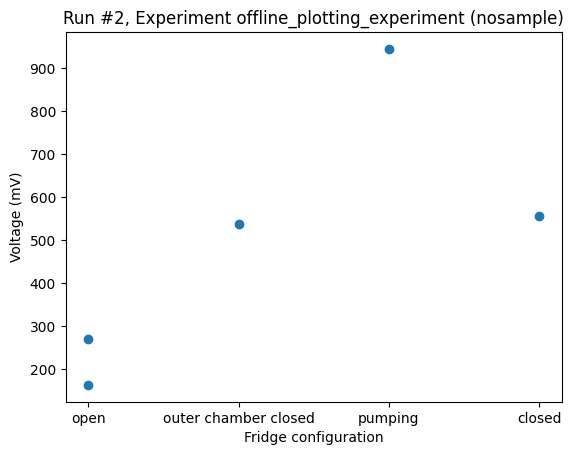 Run #2, Experiment offline_plotting_experiment (nosample)
900
800
700
600
500
400
300
200
Voltage (mV)
open
outer chamber closed
pumping
closed
Fridge configuration